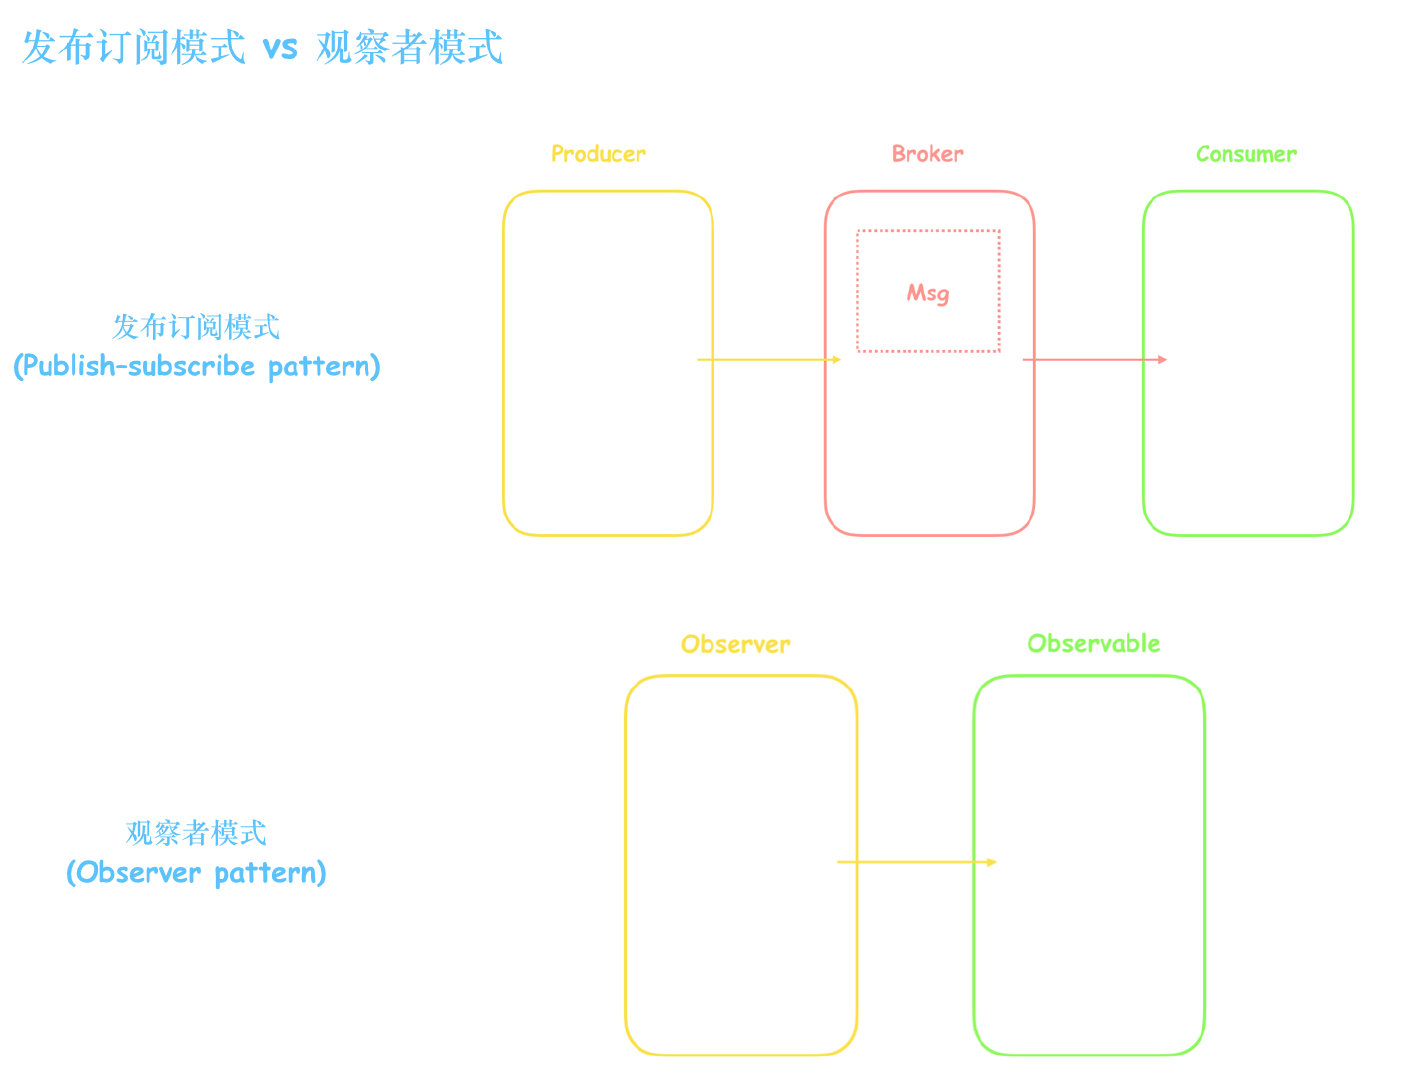 发布订阅模式 vs 观察者模式
Producer
Broker
Consumer
Msg
发布订阅模式
(Publish-subscribe pattern)
Observer
Observable
观察者模式
(Observer pattern)